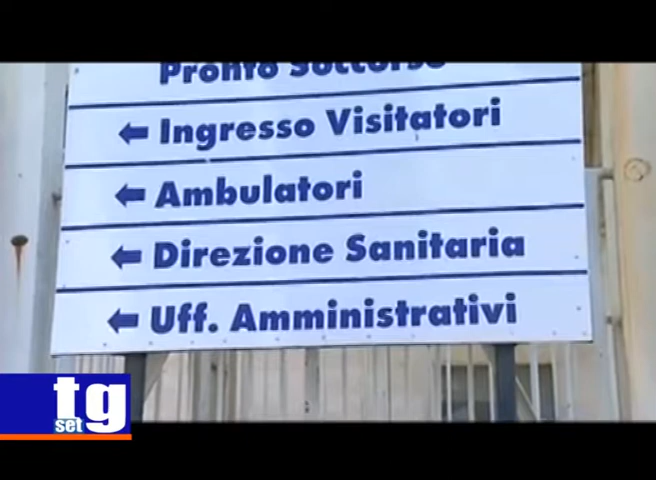 Pronto Soccorso
Ingresso Visitatori
Ambulatori
Direzione Sanitaria
Uff. Amministrativi
tg
set